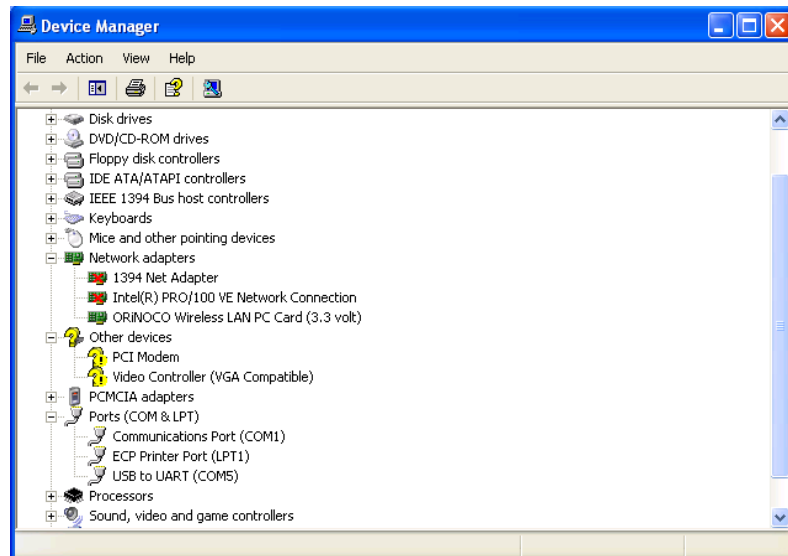 Device Manager
File Action View Help
Disk drives
DVD/CD-ROM drives
Floppy disk controllers
IDE ATA/ATAPI controllers
IEEE 1394 Bus host controllers
Keyboards
Mice and other pointing devices
Network adapters
1394 Net Adapter
Intel(R) PRO/100 VE Network Connection
ORiNOCO Wireless LAN PC Card (3.3 volt)
Other devices
PCI Modem
Video Controller (VGA Compatible)
PCMCIA adapters
Ports (COM & LPT)
Communications Port (COM1)
ECP Printer Port (LPT1)
USB to UART (COM5)
Processors
Sound, video and game controllers